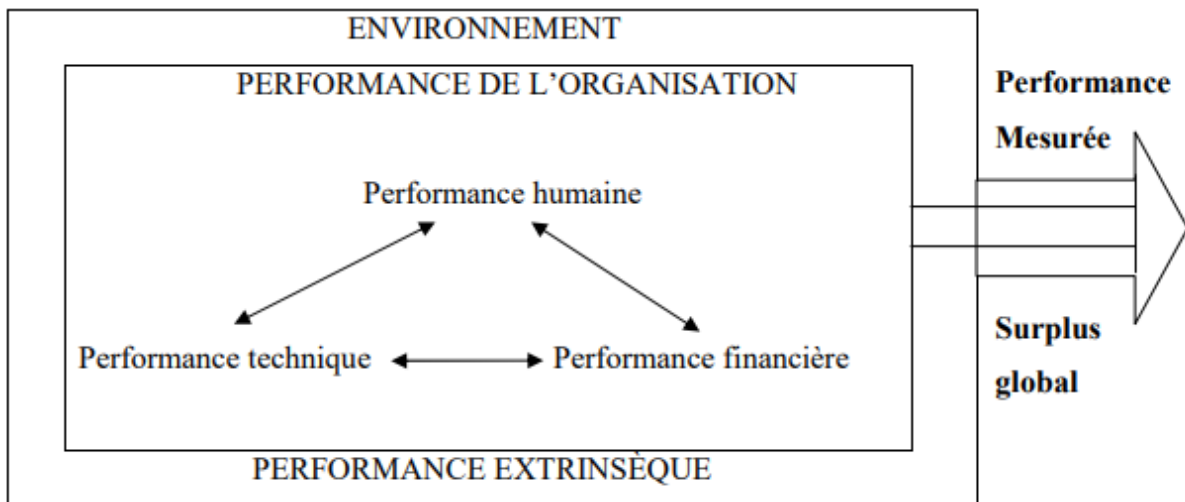 ENVIRONNEMENT
PERFORMANCE DE L'ORGANISATION
Performance humaine
Performance technique
Performance financière
PERFORMANCE EXTRINSÈQUE
Performance
Mesurée
Surplus
global